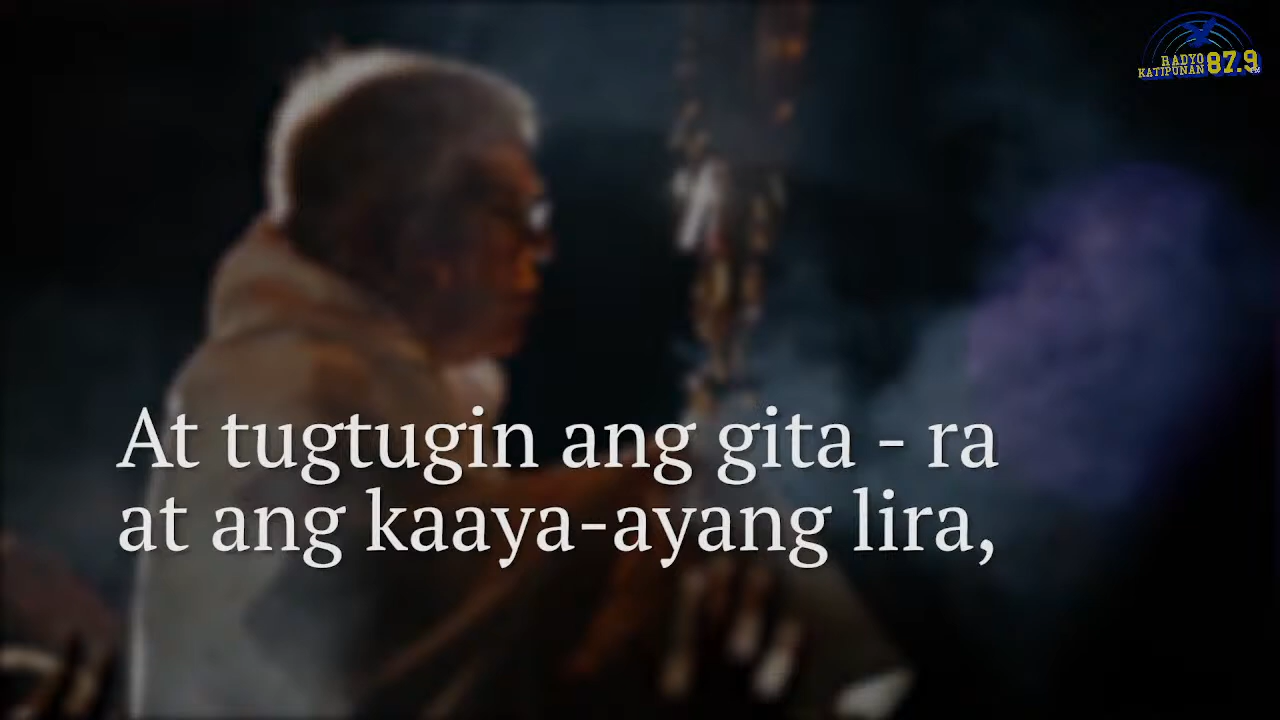 RADYO
KATIPUNAN 87.9
At tugtugin ang gita - ra
at ang kaaya-ayang lira,